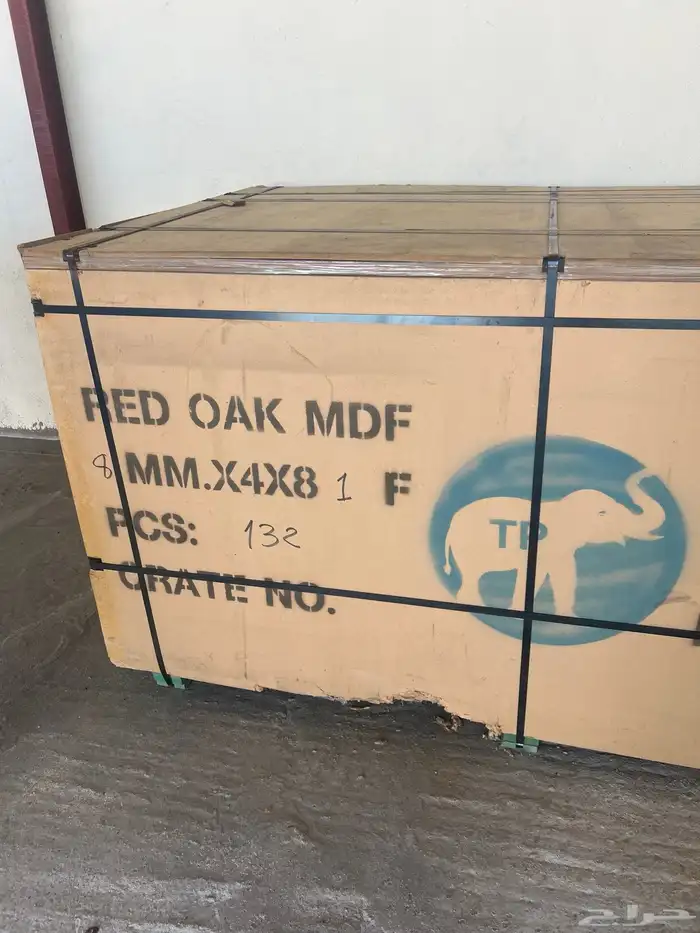 RED OAK MDF
8 MM.X4X8 1 F
PCS: 132
CRATE NO.
TP
حراج